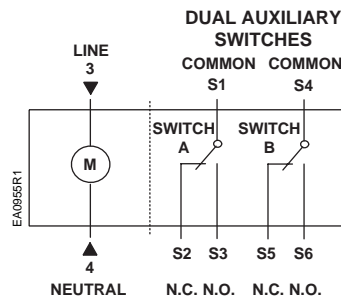 DUAL AUXILIARY
SWITCHES
LINE
3
COMMON COMMON
S1 S4
SWITCH
A
SWITCH
B
M
EA0955R1
4
NEUTRAL
S2 S3 S5 S6
N.C. N.O. N.C. N.O.